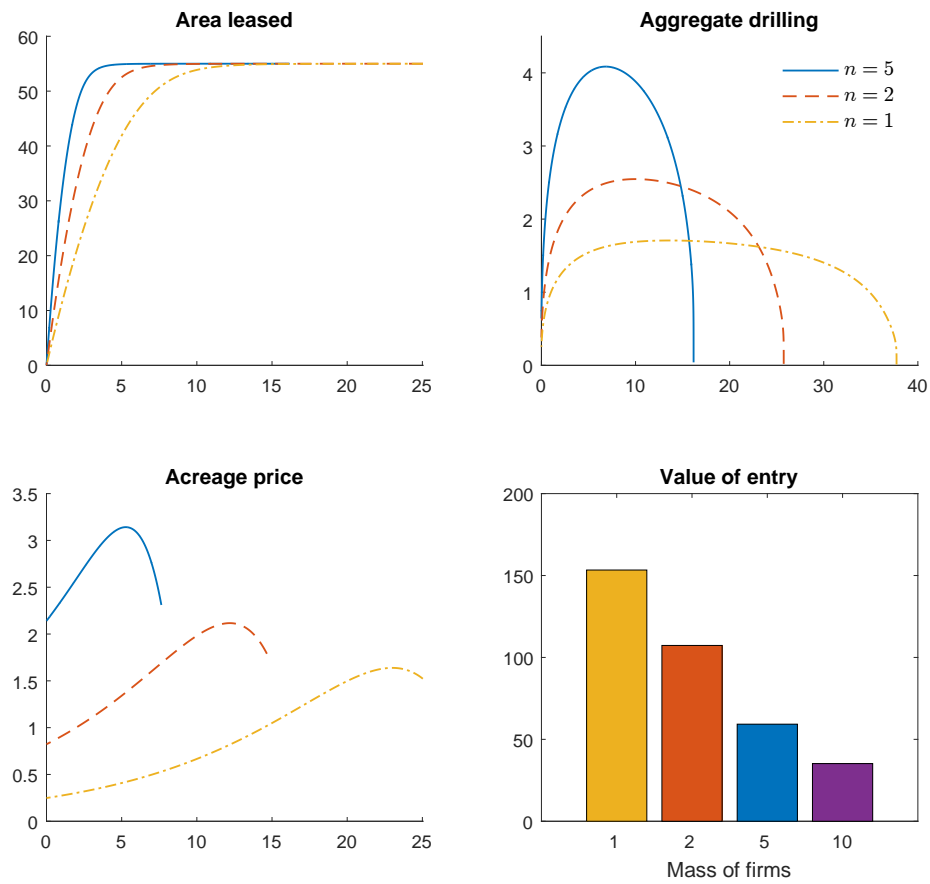 Area leased
60
50
40
30
20
10
0
0 5 10 15 20 25
Aggregate drilling
4
3
2
1
0
0 10 20 30 40
n = 5
n = 2
n = 1
Acreage price
3.5
3
2.5
2
1.5
1
0.5
0
0 5 10 15 20 25
Value of entry
200
150
100
50
0
1 2 5 10
Mass of firms